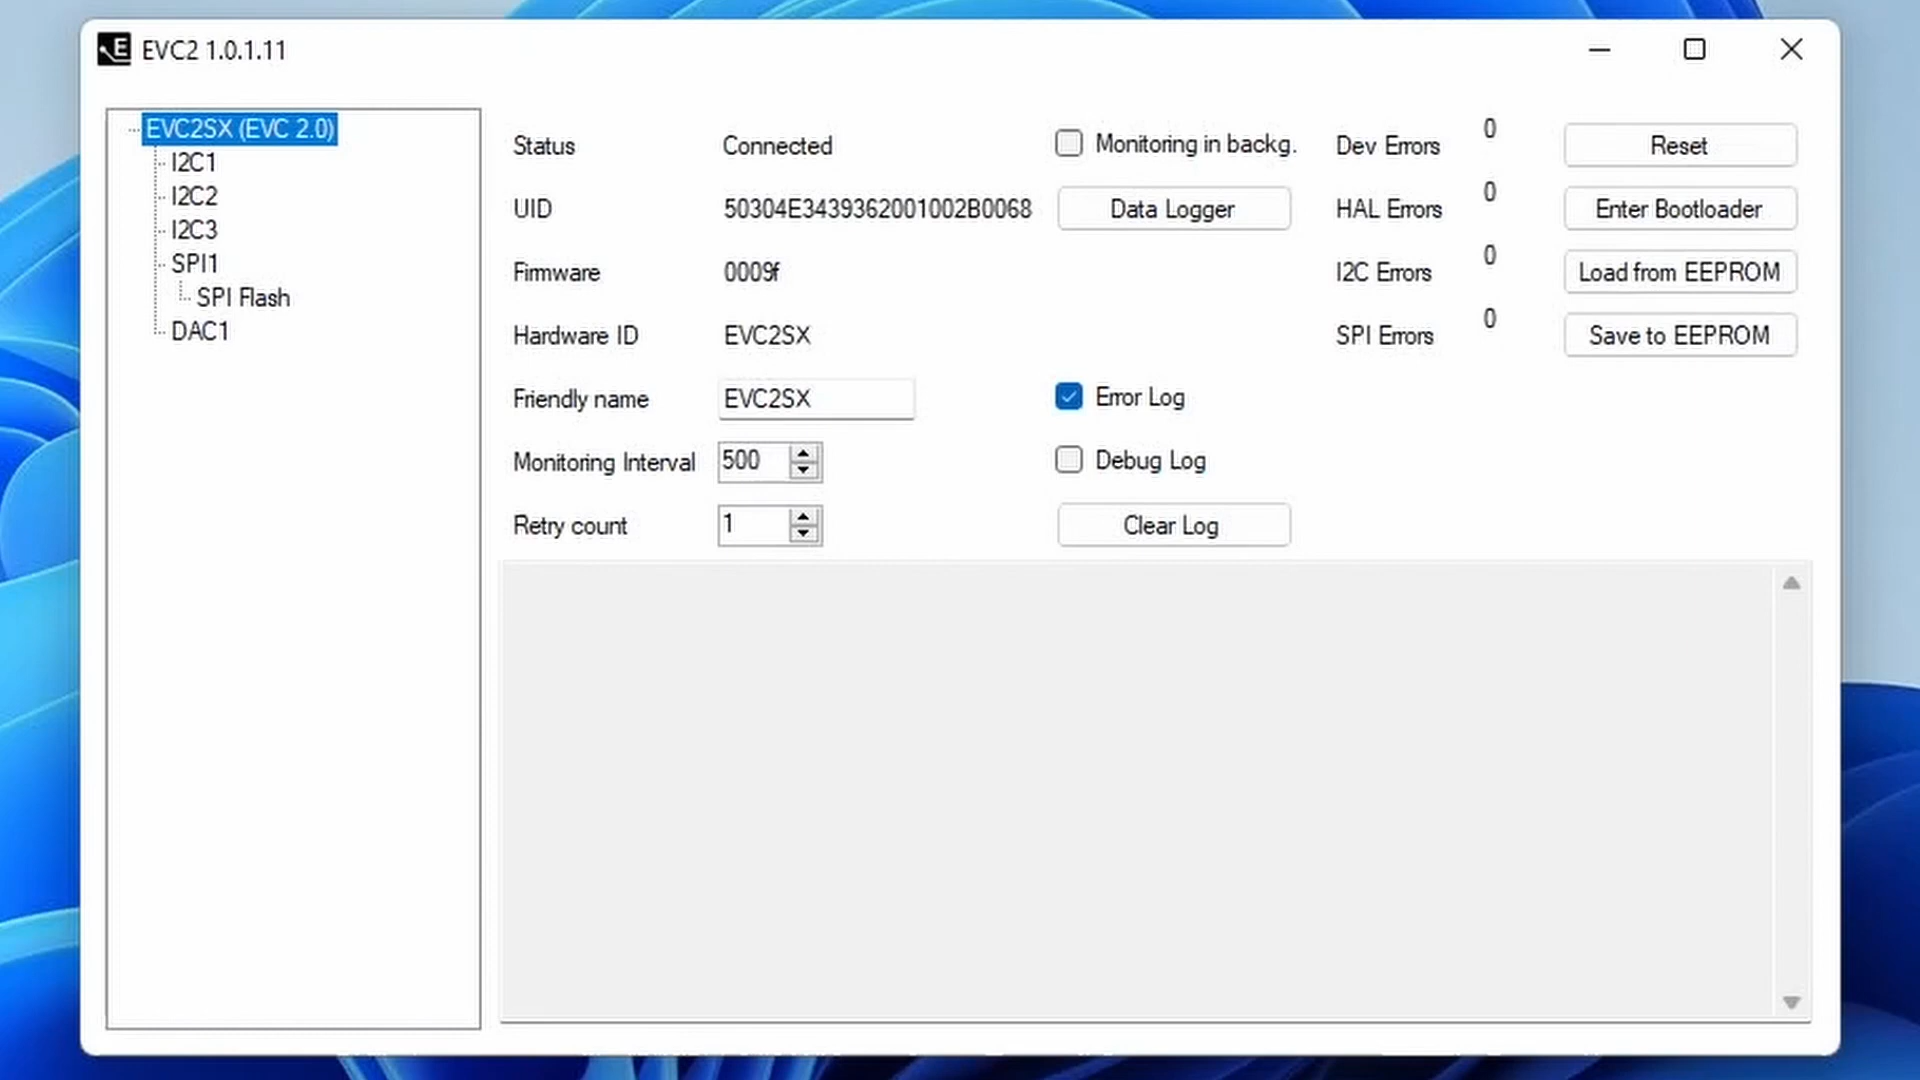 EVC2 1.0.1.11
EVC2SX (EVC 2.0)
I2C1
I2C2
I2C3
SPI1
SPI Flash
DAC1
Status Connected Monitoring in backg. Dev Errors 0 Reset
UID 50304E3439362001002B0068 Data Logger HAL Errors 0 Enter Bootloader
Firmware 0009f I2C Errors 0 Load from EEPROM
Hardware ID EVC2SX SPI Errors 0 Save to EEPROM
Friendly name EVC2SX Error Log
Monitoring Interval 500 Debug Log
Retry count 1 Clear Log